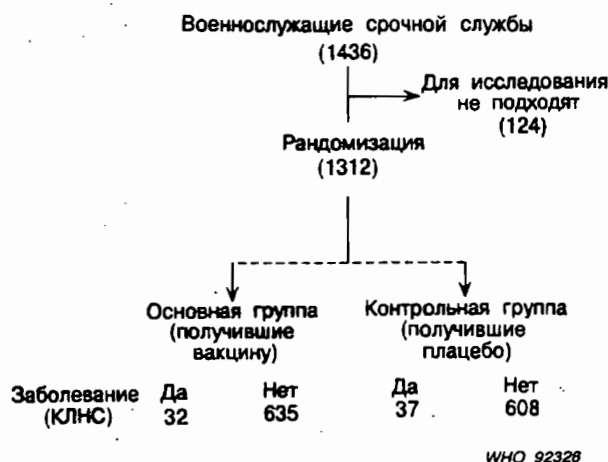 Военнослужащие срочной службы
(1436)
Для исследования
не подходят
(124)
Рандомизация
(1312)
Основная группа
(получившие
вакцину)
Контрольная группа
(получившие
плацебо)
Заболевание Да Нет Да Нет
(КЛНС) 32 635 37 608
WHO 92326